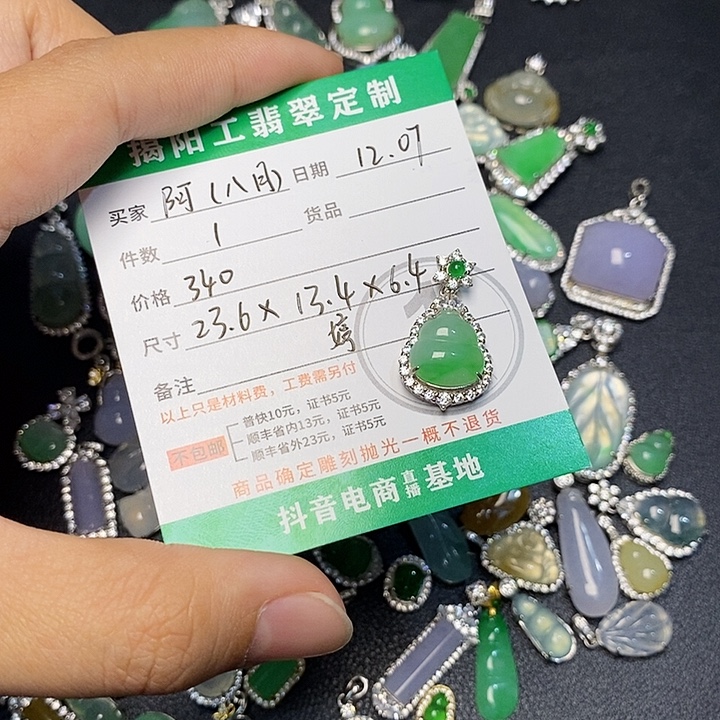 揭阳工翡翠定制
买家 阿(八月) 日期 12.07
件数 1 货品
价格 340
尺寸 23.6×13.4×6.4
婷
备注
以上只是材料费，工费需另付
不包邮
普快10元，证书5元
顺丰省内13元，证书5元
顺丰省外23元，证书5元
商品确定雕刻抛光一概不退货
抖音电商直播基地